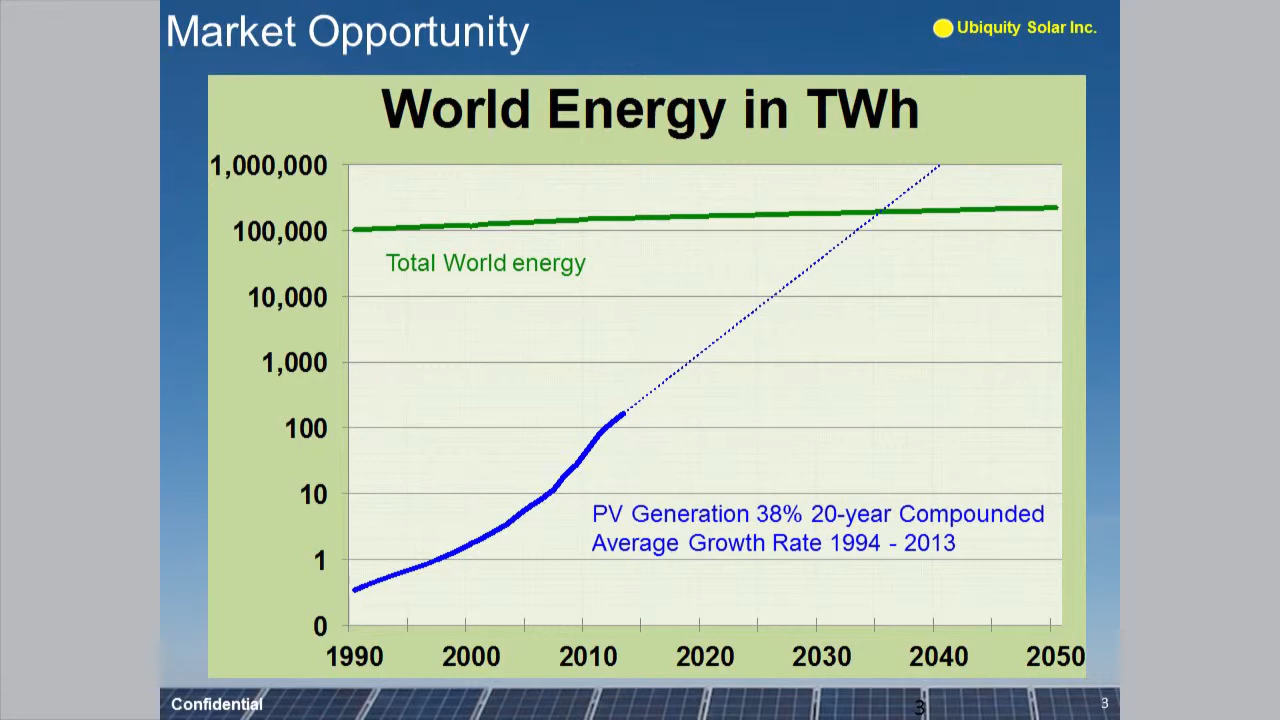 Market Opportunity
Ubiquity Solar Inc.
World Energy in TWh
1,000,000
100,000
Total World energy
10,000
1,000
100
10
PV Generation 38% 20-year Compounded
Average Growth Rate 1994 - 2013
1
0
1990 2000 2010 2020 2030 2040 2050
Confidential
3
3